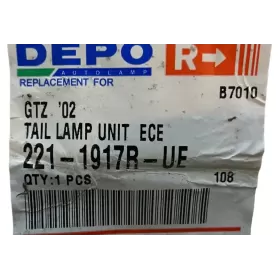 DEPO R→
AUTOLAMP
REPLACEMENT FOR
B7010
GTZ '02
TAIL LAMP UNIT ECE
221-1917R-UE
QTY:1 PCS 108